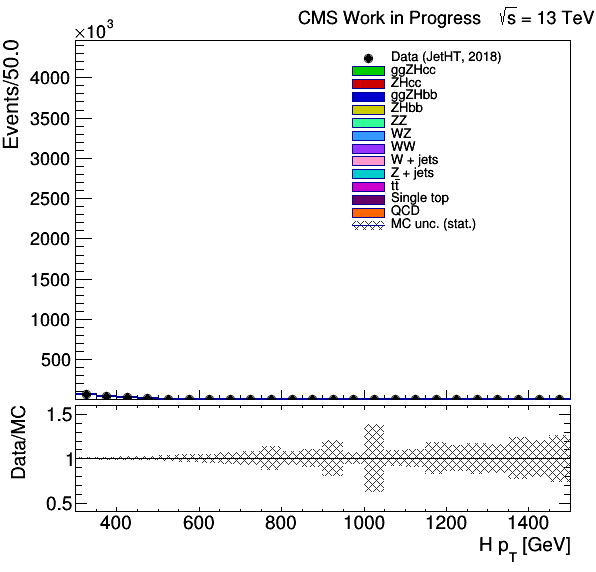 CMS Work in Progress √s = 13 TeV
×10³
Events/50.0
4000
3500
3000
2500
2000
1500
1000
500
Data (JetHT, 2018)
ggZHcc
ZHcc
ggZHbb
ZHbb
ZZ
WZ
WW
W + jets
Z + jets
tt̄
Single top
QCD
MC unc. (stat.)
Data/MC
1.5
1
0.5
400 600 800 1000 1200 1400
H p_T [GeV]